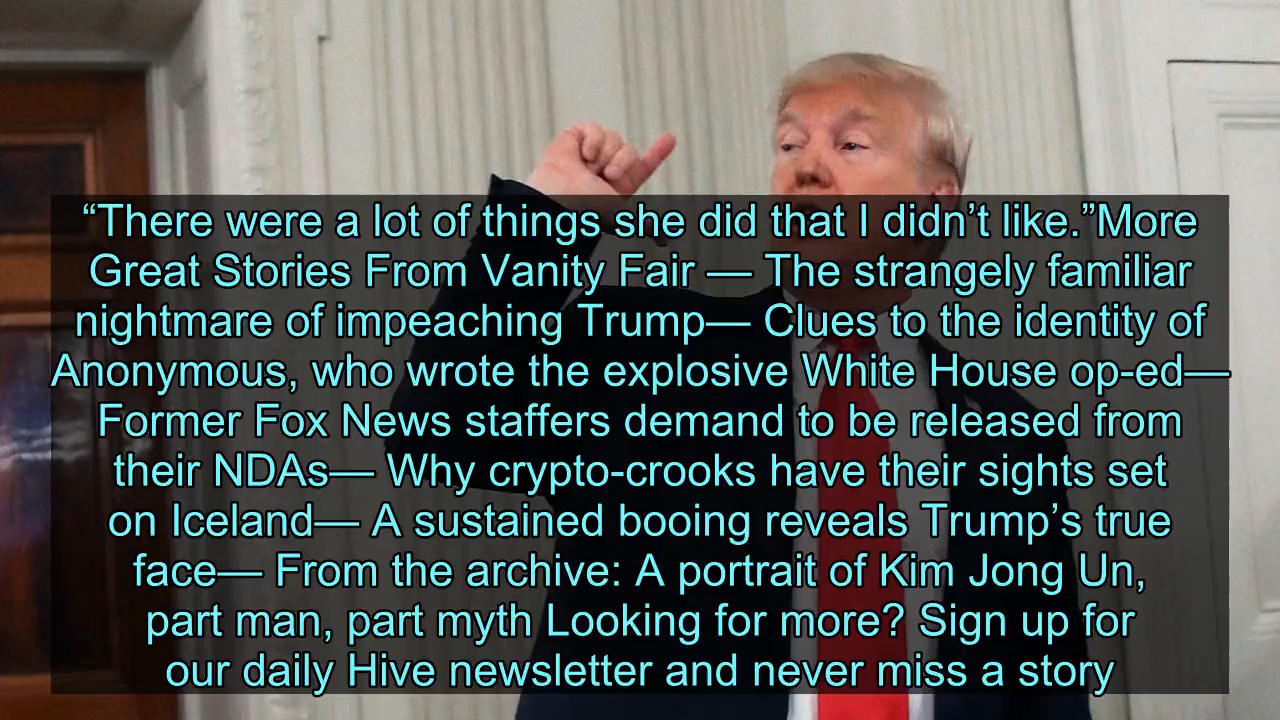 “There were a lot of things she did that I didn’t like.”More
Great Stories From Vanity Fair — The strangely familiar
nightmare of impeaching Trump— Clues to the identity of
Anonymous, who wrote the explosive White House op-ed—
Former Fox News staffers demand to be released from
their NDAs— Why crypto-crooks have their sights set
on Iceland— A sustained booing reveals Trump’s true
face— From the archive: A portrait of Kim Jong Un,
part man, part myth Looking for more? Sign up for
our daily Hive newsletter and never miss a story